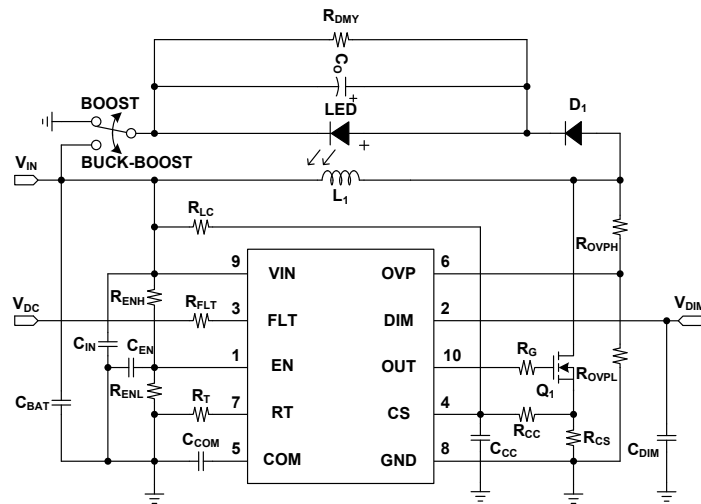 RDMY
CO
+
BOOST
LED
D1
+
BUCK-BOOST
VIN
L1
RLC
ROVPH
9 VIN OVP 6
RENH
VDC
RFLT
3 FLT DIM 2
VDIM
CIN
CEN
1 EN OUT 10
RG
Q1
ROVPL
RENL
CBAT
RT
7 RT CS 4
RCC
RCS
CCOM
CCC
CDIM
5 COM GND 8